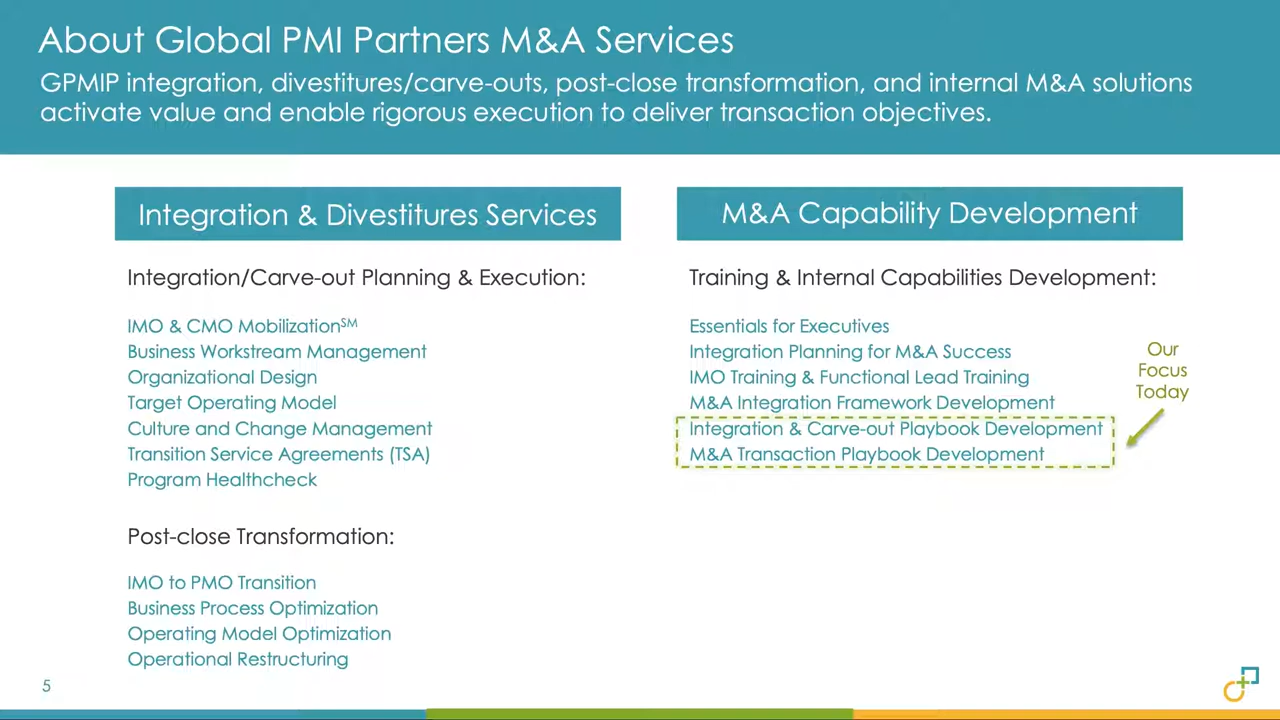 About Global PMI Partners M&A Services
GPMIP integration, divestitures/carve-outs, post-close transformation, and internal M&A solutions
activate value and enable rigorous execution to deliver transaction objectives.
Integration & Divestitures Services
Integration/Carve-out Planning & Execution:
IMO & CMO Mobilization℠
Business Workstream Management
Organizational Design
Target Operating Model
Culture and Change Management
Transition Service Agreements (TSA)
Program Healthcheck
Post-close Transformation:
IMO to PMO Transition
Business Process Optimization
Operating Model Optimization
Operational Restructuring
M&A Capability Development
Training & Internal Capabilities Development:
Essentials for Executives
Integration Planning for M&A Success
IMO Training & Functional Lead Training
M&A Integration Framework Development
Integration & Carve-out Playbook Development
M&A Transaction Playbook Development
Our
Focus
Today
5